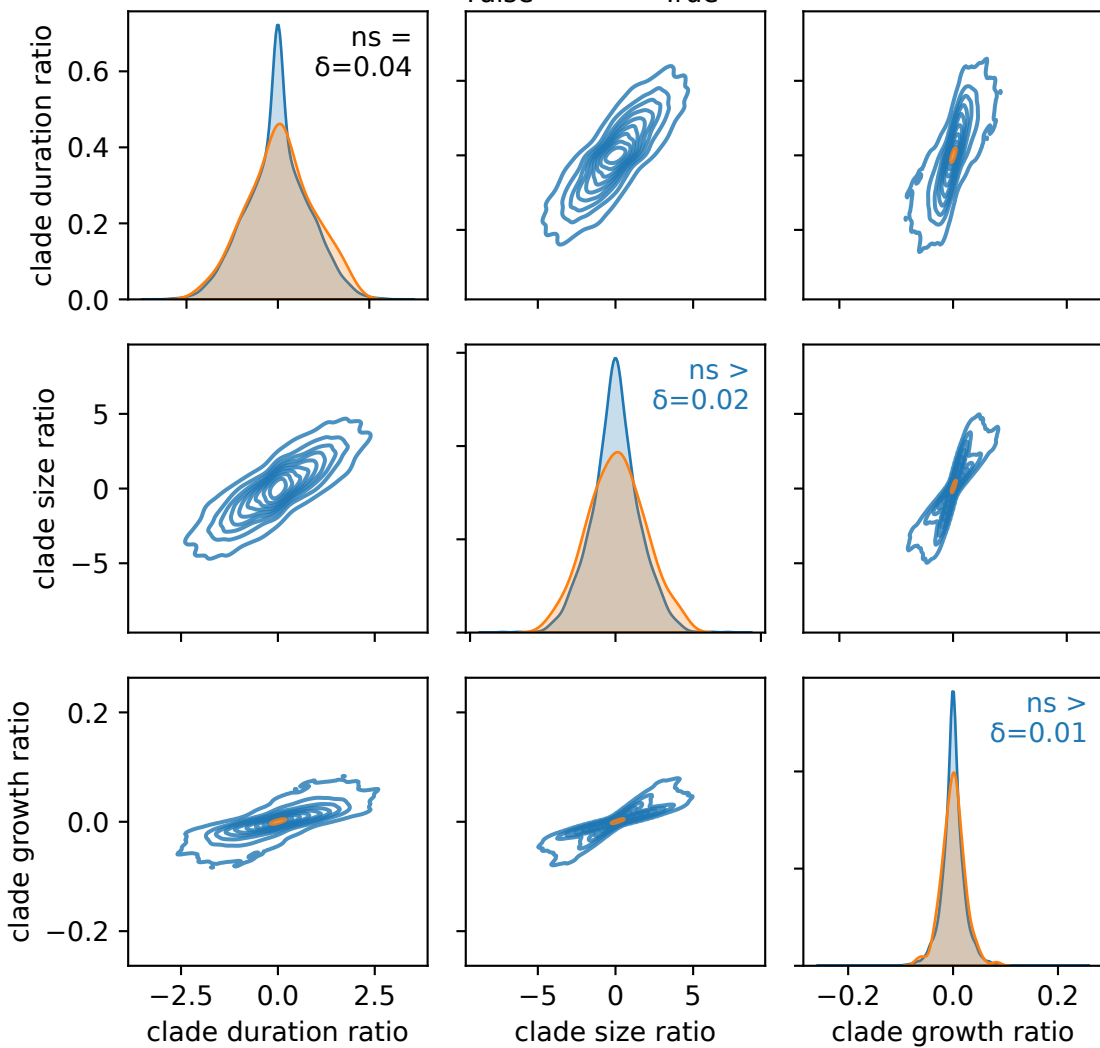 clade duration ratio
0.6
0.4
0.2
0.0
ns =
δ=0.04
clade size ratio
5
0
−5
ns >
δ=0.02
clade growth ratio
0.2
0.0
−0.2
ns >
δ=0.01
−2.5 0.0 2.5
−5 0 5
−0.2 0.0 0.2
clade duration ratio
clade size ratio
clade growth ratio